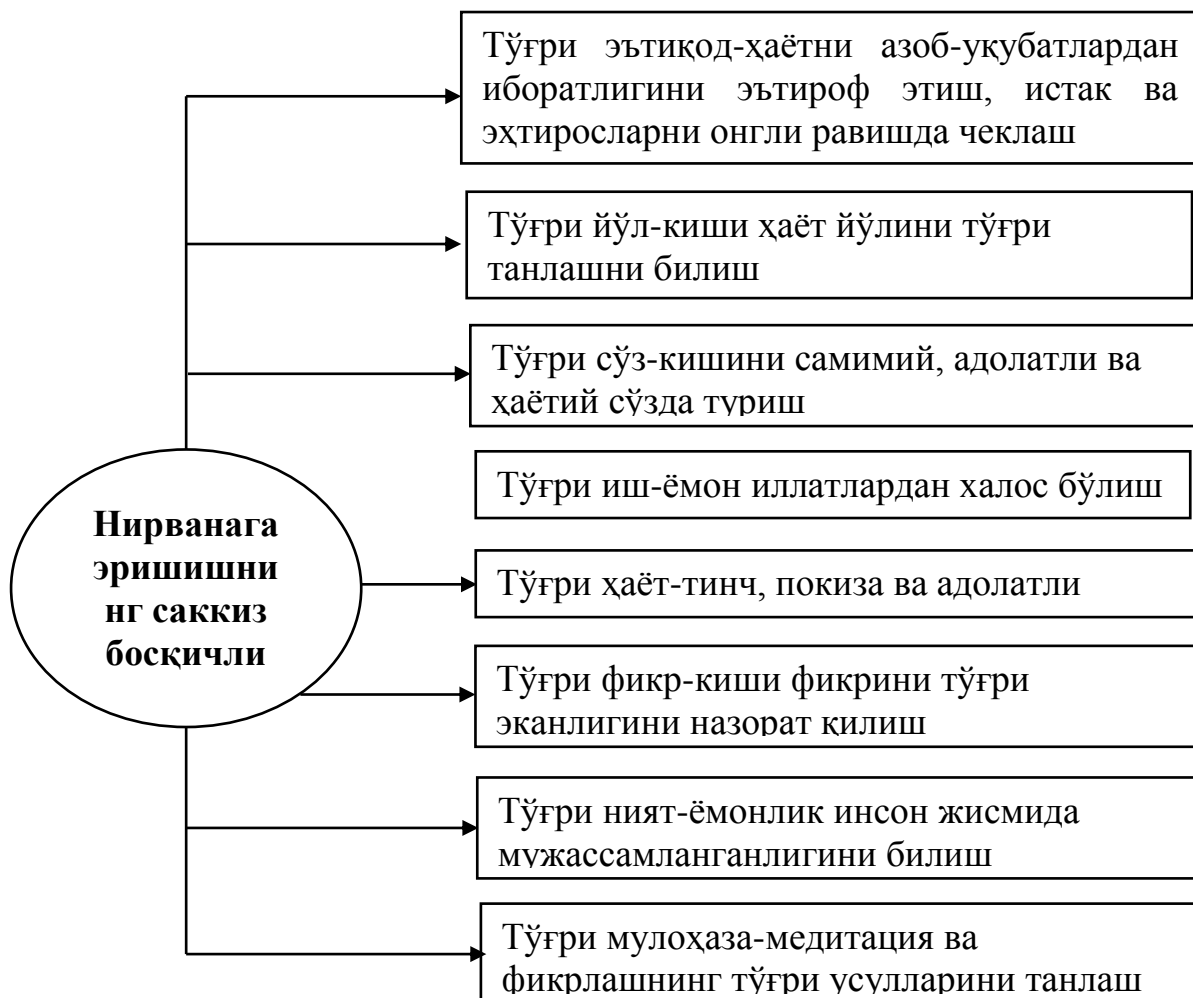 Тўғри эътиқод-ҳаётни азоб-уқубатлардан
иборатлигини эътироф этиш, истак ва
эҳтиросларни онгли равишда чеклаш
Тўғри йўл-киши ҳаёт йўлини тўғри
танлашни билиш
Тўғри сўз-кишини самимий, адолатли ва
ҳаётий сўзда туриш
Тўғри иш-ёмон иллатлардан халос бўлиш
Нирванага
эришишни
нг саккиз
босқичли
Тўғри ҳаёт-тинч, покиза ва адолатли
Тўғри фикр-киши фикрини тўғри
эканлигини назорат қилиш
Тўғри ният-ёмонлик инсон жисмида
мужассамланганлигини билиш
Тўғри мулоҳаза-медитация ва
фикрлашнинг тўғри усулларини танлаш